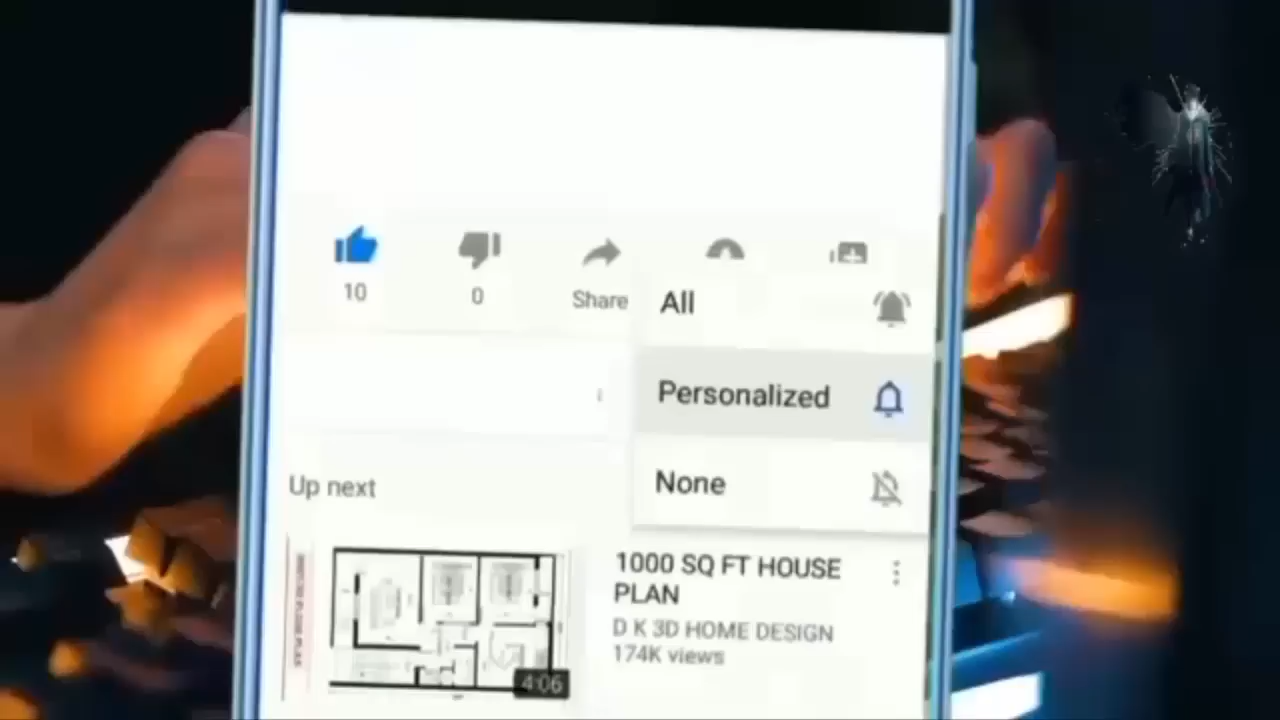 10
0
Share
All
Personalized
None
Up next
1000 SQ FT HOUSE
PLAN
D K 3D HOME DESIGN
174K views
4:06